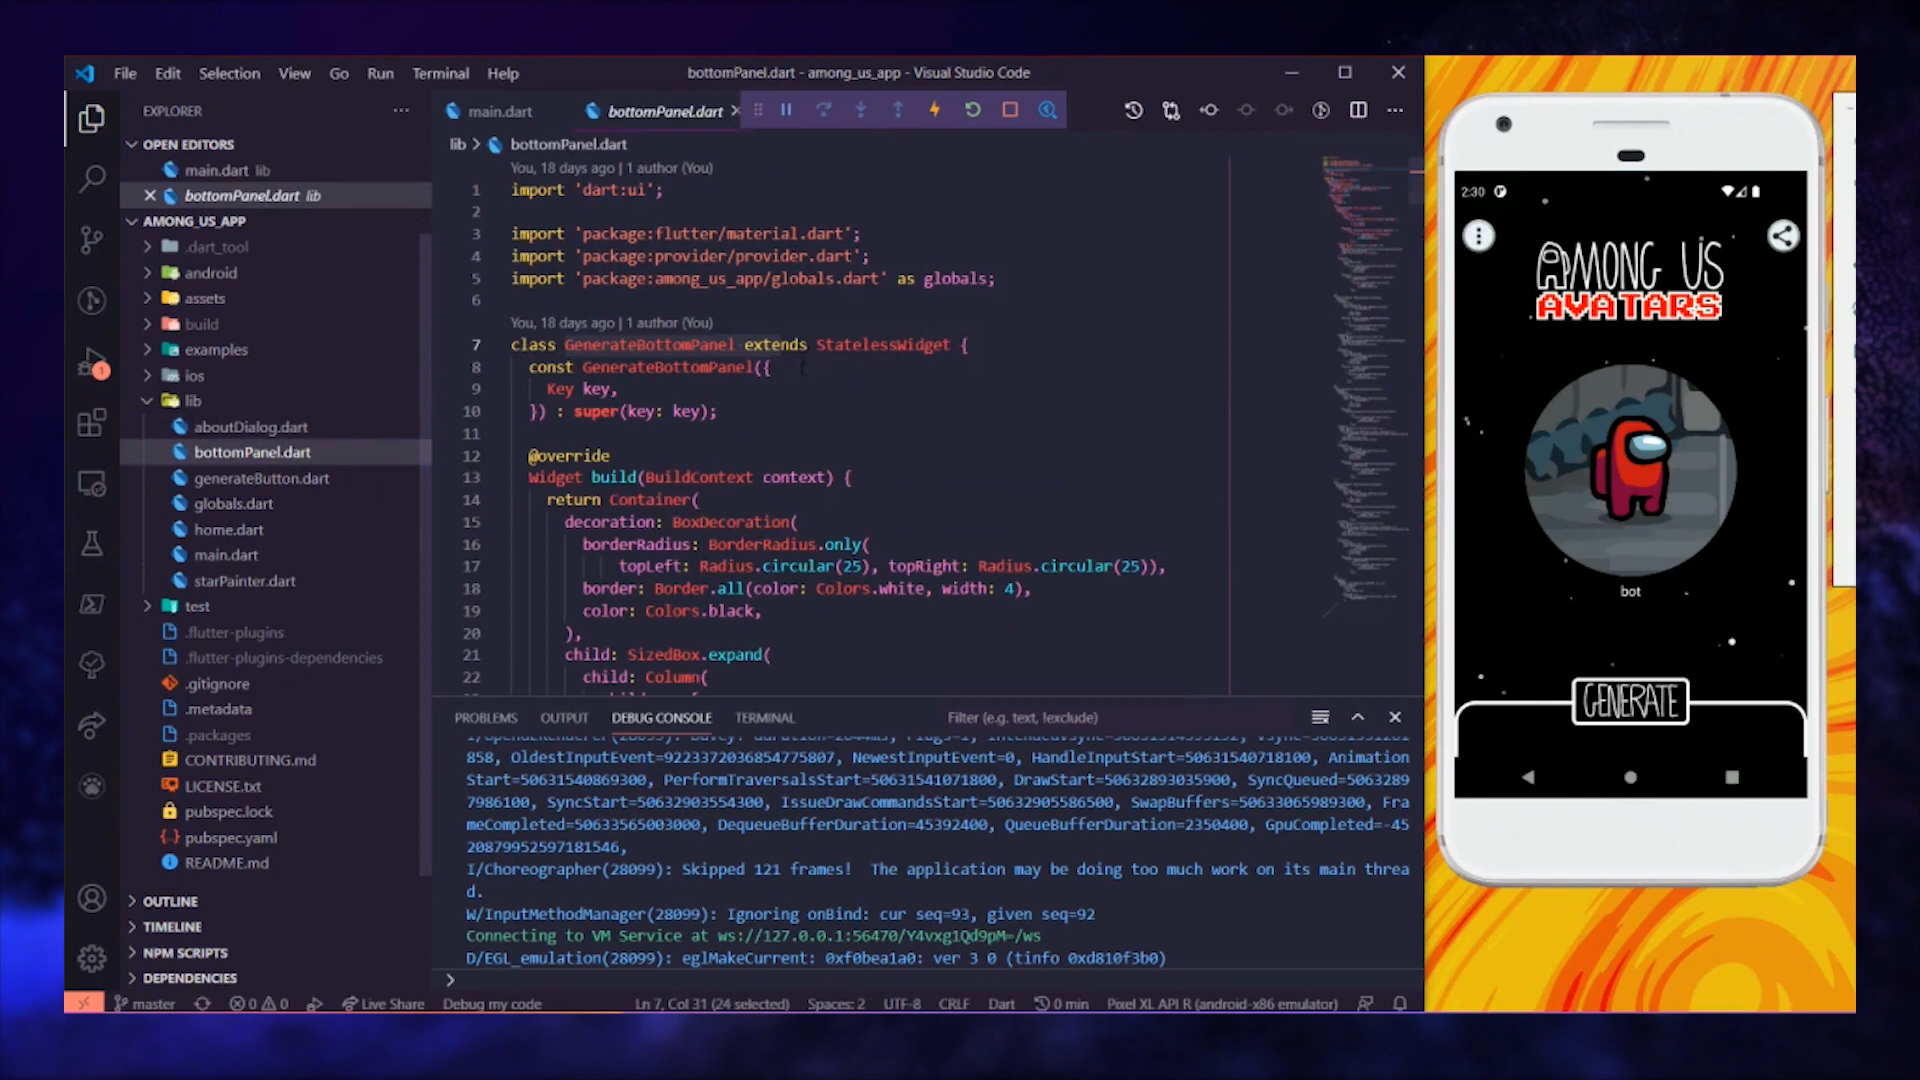 File Edit Selection View Go Run Terminal Help
bottomPanel.dart - among_us_app - Visual Studio Code
EXPLORER
OPEN EDITORS
main.dart lib
bottomPanel.dart lib
AMONG_US_APP
.dart_tool
android
assets
build
examples
ios
lib
aboutDialog.dart
bottomPanel.dart
generateButton.dart
globals.dart
home.dart
main.dart
starPainter.dart
test
.flutter-plugins
.flutter-plugins-dependencies
.gitignore
.metadata
.packages
CONTRIBUTING.md
LICENSE.txt
pubspec.lock
pubspec.yaml
README.md
OUTLINE
TIMELINE
NPM SCRIPTS
DEPENDENCIES
1
main.dart
bottomPanel.dart
lib > bottomPanel.dart
You, 18 days ago | 1 author (You)
1 import 'dart:ui';
2
3 import 'package:flutter/material.dart';
4 import 'package:provider/provider.dart';
5 import 'package:among_us_app/globals.dart' as globals;
6
You, 18 days ago | 1 author (You)
7 class GenerateBottomPanel extends StatelessWidget {
8 const GenerateBottomPanel({
9 Key key,
10 }) : super(key: key);
11
12 @override
13 Widget build(BuildContext context) {
14 return Container(
15 decoration: BoxDecoration(
16 borderRadius: BorderRadius.only(
17 topLeft: Radius.circular(25), topRight: Radius.circular(25)),
18 border: Border.all(color: Colors.white, width: 4),
19 color: Colors.black,
20 ),
21 child: SizedBox.expand(
22 child: Column(
PROBLEMS OUTPUT DEBUG CONSOLE TERMINAL
Filter (e.g. text, !exclude)
858, OldestInputEvent=9223372036854775807, NewestInputEvent=0, HandleInputStart=50631540718100, Animation
Start=50631540869300, PerformTraversalsStart=50631541071800, DrawStart=50632893035900, SyncQueued=5063289
7986100, SyncStart=50632903554300, IssueDrawCommandsStart=50632905586500, SwapBuffers=50633065989300, Fra
meCompleted=50633565003000, DequeueBufferDuration=45392400, QueueBufferDuration=2350400, GpuCompleted=-45
20879952597181546,
I/Choreographer(28099): Skipped 121 frames!  The application may be doing too much work on its main threa
d.
W/InputMethodManager(28099): Ignoring onBind: cur seq=93, given seq=92
Connecting to VM Service at ws://127.0.0.1:56470/Y4vxg1Qd9pM=/ws
D/EGL_emulation(28099): eglMakeCurrent: 0xf0bea1a0: ver 3 0 (tinfo 0xd810f3b0)
>
master 0 0 Live Share Debug my code Ln 7, Col 31 (24 selected) Spaces: 2 UTF-8 CRLF Dart 0 min Pixel XL API R (android-x86 emulator)
2:30
AMONG US
AVATARS
bot
GENERATE